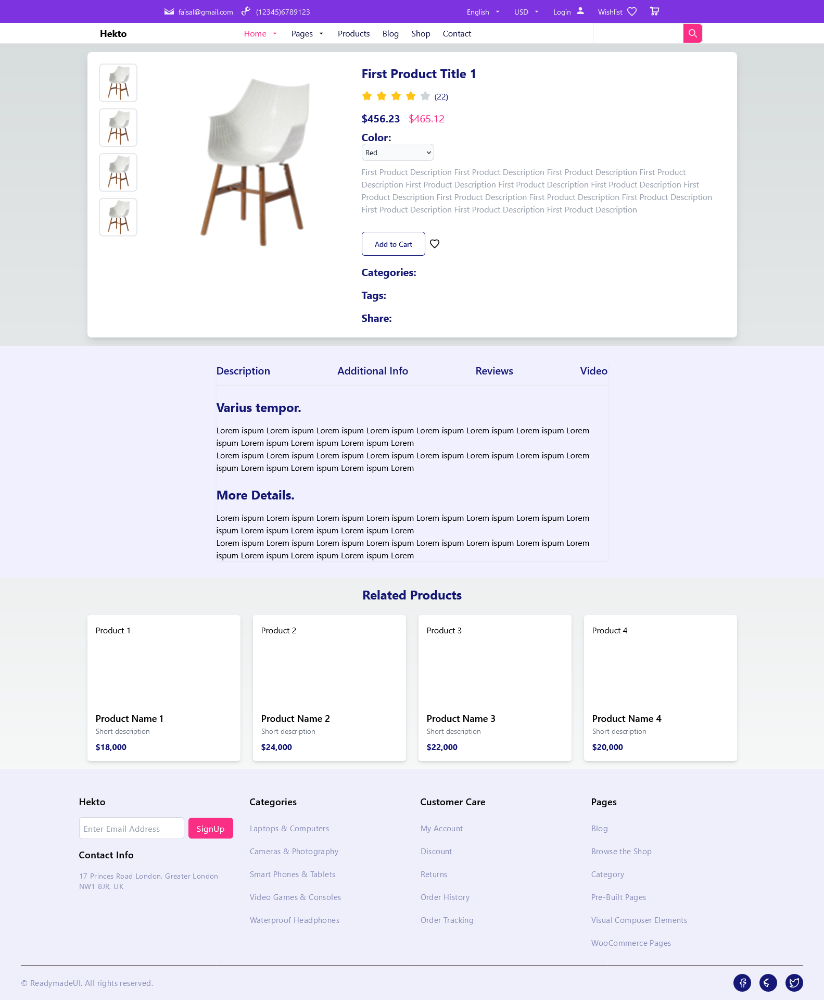 faisal@gmail.com (12345)6789123 English USD Login Wishlist
Hekto Home Pages Products Blog Shop Contact
First Product Title 1
(22)
$456.23 $465.12
Color:
Red
First Product Description First Product Description First Product Description First Product
Description First Product Description First Product Description First Product Description First
Product Description First Product Description First Product Description First Product Description
First Product Description First Product Description First Product Description
Add to Cart
Categories:
Tags:
Share:
Description Additional Info Reviews Video
Varius tempor.
Lorem ispum Lorem ispum Lorem ispum Lorem ispum Lorem ispum Lorem ispum Lorem ispum Lorem
ispum Lorem ispum Lorem ispum Lorem ispum Lorem
Lorem ispum Lorem ispum Lorem ispum Lorem ispum Lorem ispum Lorem ispum Lorem ispum Lorem
ispum Lorem ispum Lorem ispum Lorem ispum Lorem
More Details.
Lorem ispum Lorem ispum Lorem ispum Lorem ispum Lorem ispum Lorem ispum Lorem ispum Lorem
ispum Lorem ispum Lorem ispum Lorem ispum Lorem
Lorem ispum Lorem ispum Lorem ispum Lorem ispum Lorem ispum Lorem ispum Lorem ispum Lorem
ispum Lorem ispum Lorem ispum Lorem ispum Lorem
Related Products
Product 1
Product Name 1
Short description
$18,000
Product 2
Product Name 2
Short description
$24,000
Product 3
Product Name 3
Short description
$22,000
Product 4
Product Name 4
Short description
$20,000
Hekto
Enter Email Address SignUp
Contact Info
17 Princes Road London, Greater London
NW1 8JR, UK
Categories
Laptops & Computers
Cameras & Photography
Smart Phones & Tablets
Video Games & Consoles
Waterproof Headphones
Customer Care
My Account
Discount
Returns
Order History
Order Tracking
Pages
Blog
Browse the Shop
Category
Pre-Built Pages
Visual Composer Elements
WooCommerce Pages
© ReadymadeUI. All rights reserved.